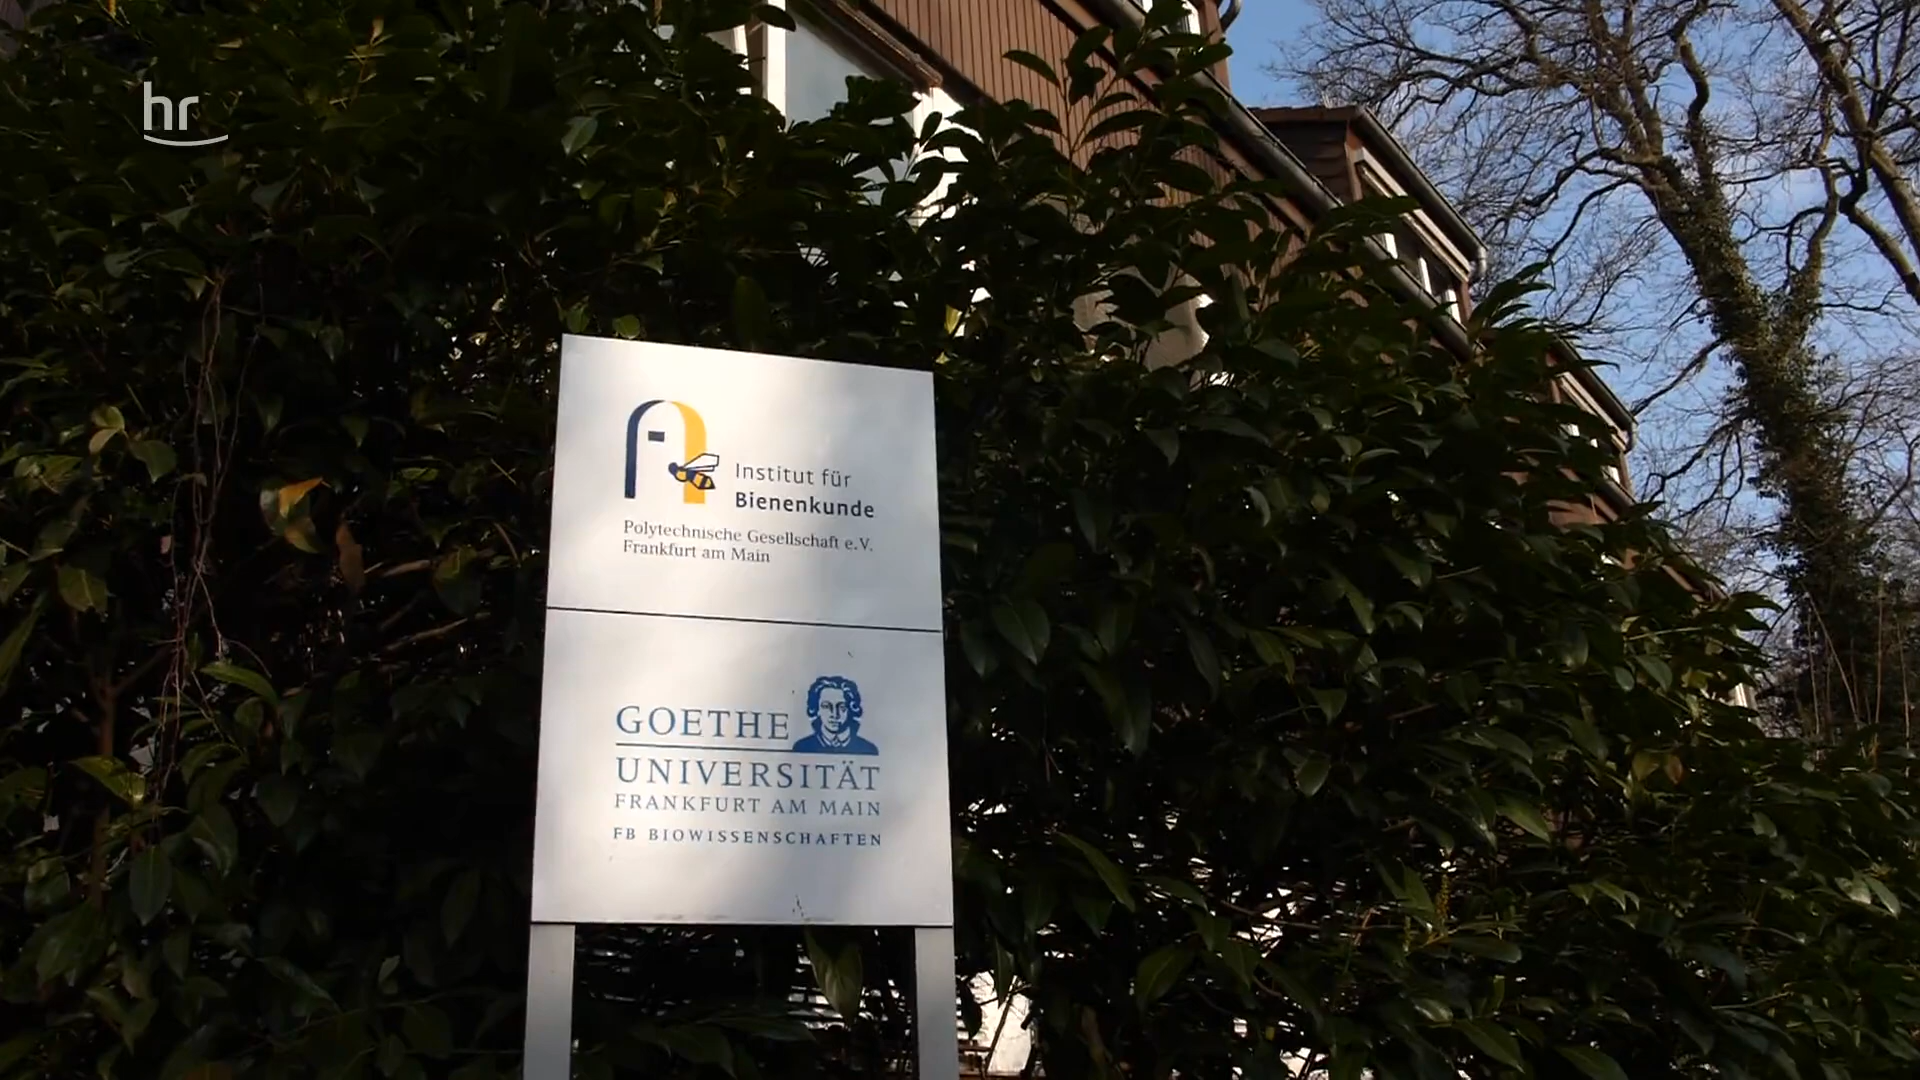 hr
Institut für
Bienenkunde
Polytechnische Gesellschaft e.V.
Frankfurt am Main
GOETHE
UNIVERSITÄT
FRANKFURT AM MAIN
FB BIOWISSENSCHAFTEN